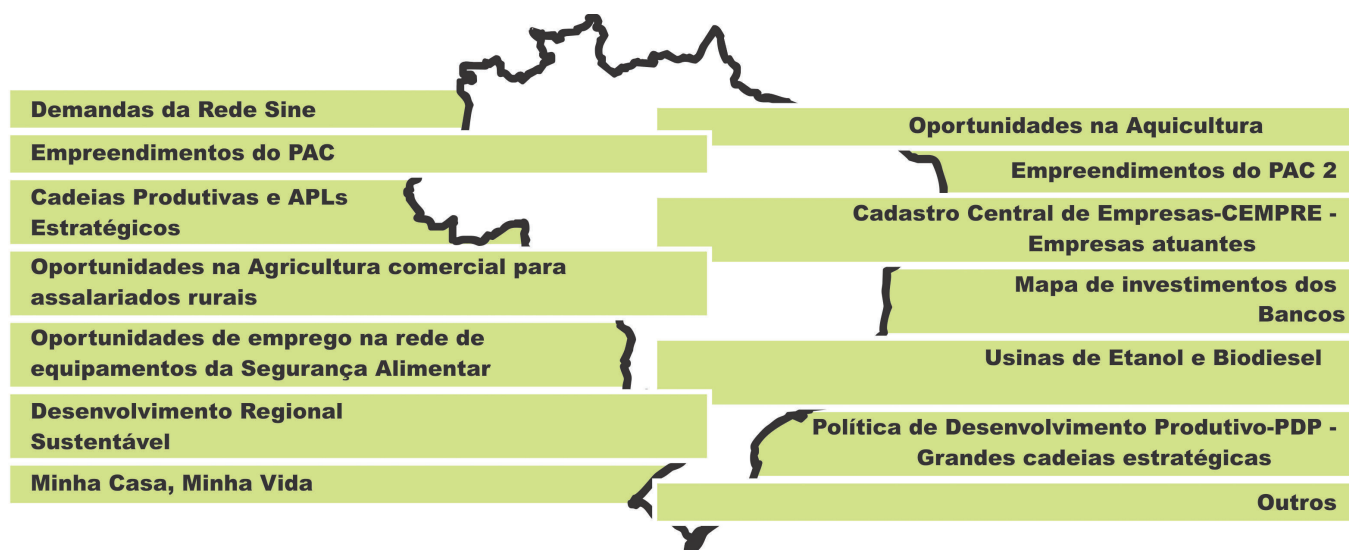 Demandas da Rede Sine
Empreendimentos do PAC
Cadeias Produtivas e APLs
Estratégicos
Oportunidades na Agricultura comercial para
assalariados rurais
Oportunidades de emprego na rede de
equipamentos da Segurança Alimentar
Desenvolvimento Regional
Sustentável
Minha Casa, Minha Vida
Oportunidades na Aquicultura
Empreendimentos do PAC 2
Cadastro Central de Empresas-CEMPRE -
Empresas atuantes
Mapa de investimentos dos
Bancos
Usinas de Etanol e Biodiesel
Política de Desenvolvimento Produtivo-PDP -
Grandes cadeias estratégicas
Outros